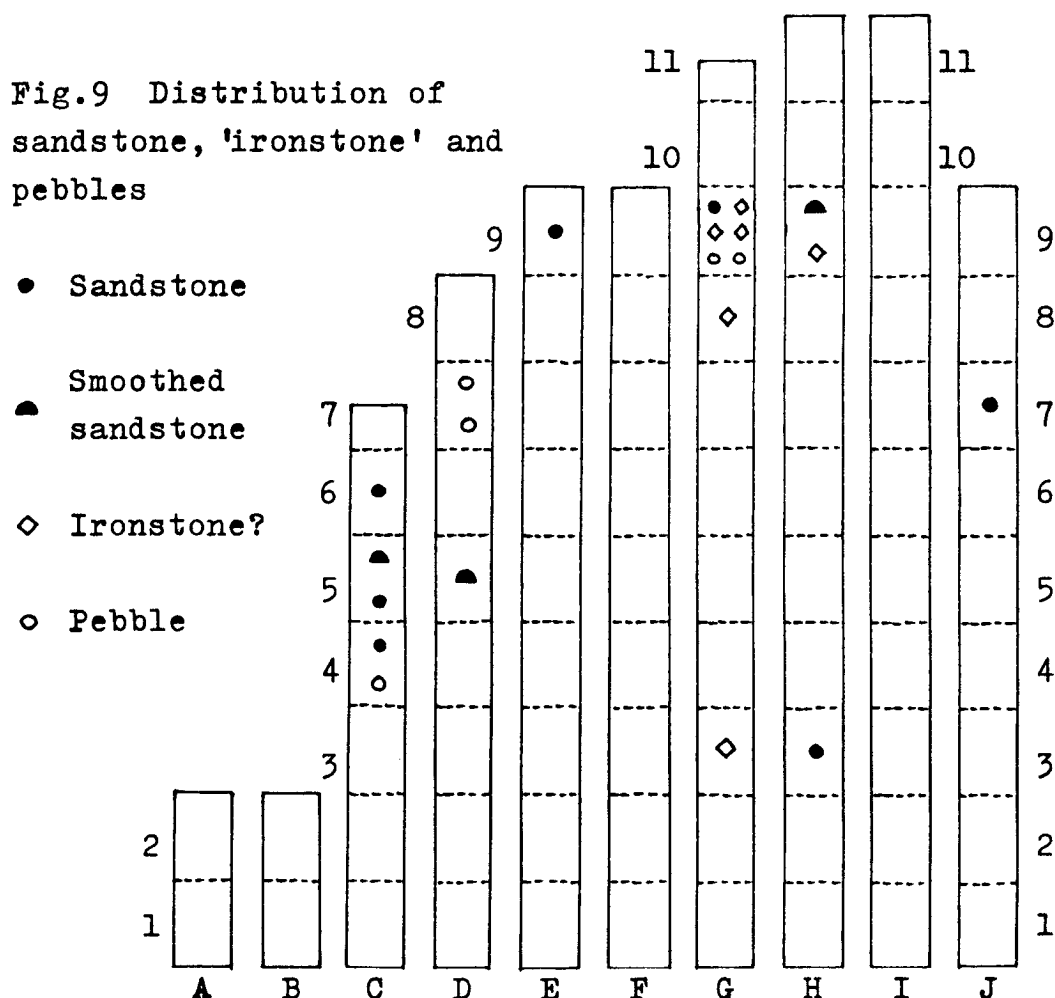 Fig.9 Distribution of
sandstone, 'ironstone' and
pebbles
Sandstone
Smoothed
sandstone
Ironstone?
Pebble
11 11
10 10
9 9
8 8
7 7
6 6
5 5
4 4
3 3
2 2
1 1
A B C D E F G H I J